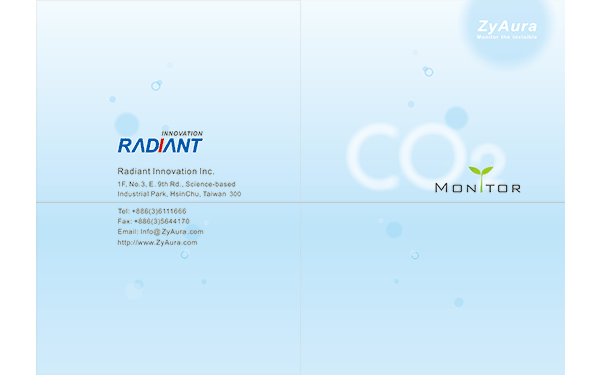 INNOVATION
RADIANT
Radiant Innovation Inc.
1F, No.3, E. 9th Rd., Science-based
Industrial Park, HsinChu, Taiwan 300
Tel: +886(3)6111666
Fax: +886(3)5644170
Email: Info@ZyAura.com
http://www.ZyAura.com
ZyAura
Monitor the invisible
CO2
MONITOR